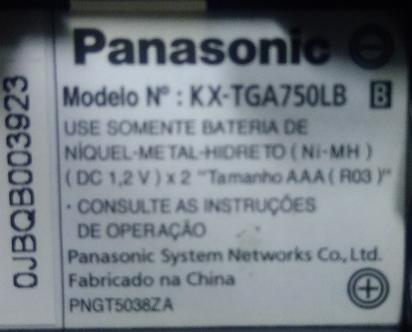 Panasonic
Modelo Nº : KX-TGA750LB B
USE SOMENTE BATERIA DE
NÍQUEL-METAL-HIDRETO ( Ni-MH )
( DC 1,2 V ) x 2 "Tamanho AAA ( R03 )"
· CONSULTE AS INSTRUÇÕES
DE OPERAÇÃO
Panasonic System Networks Co., Ltd.
Fabricado na China
PNGT5038ZA
0JBQB003923